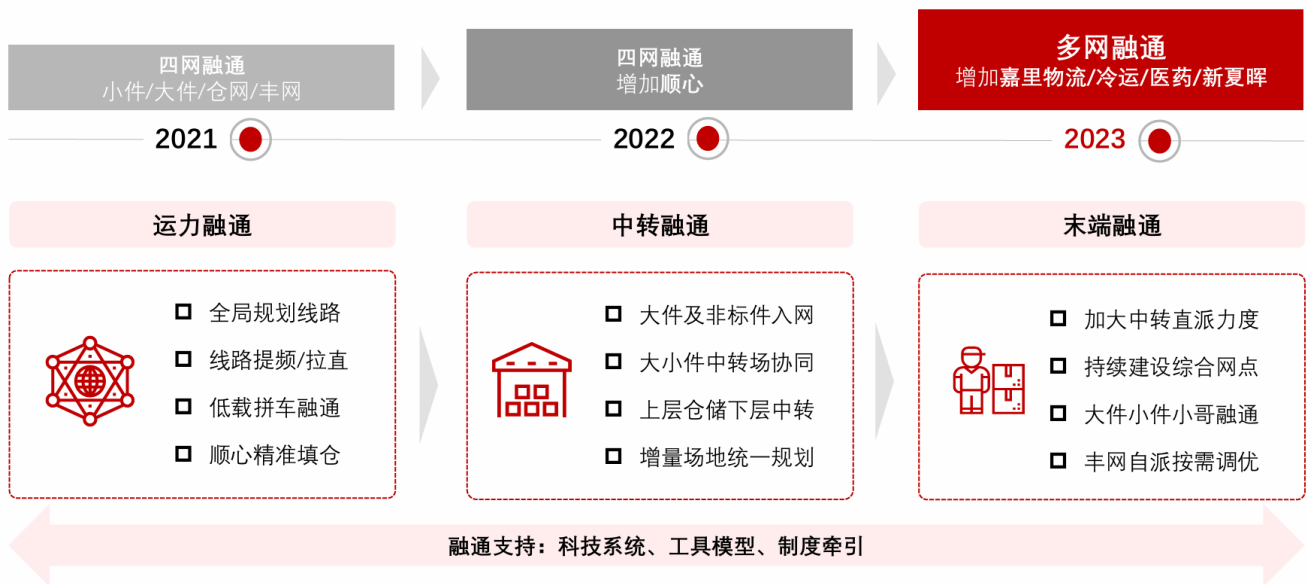 四网融通
小件/大件/仓网/丰网
四网融通
增加顺心
多网融通
增加嘉里物流/冷运/医药/新夏晖
2021
2022
2023
运力融通
中转融通
末端融通
全局规划线路
线路提频/拉直
低载拼车融通
顺心精准填仓
大件及非标件入网
大小件中转场协同
上层仓储下层中转
增量场地统一规划
加大中转直派力度
持续建设综合网点
大件小件小哥融通
丰网自派按需调优
融通支持：科技系统、工具模型、制度牵引